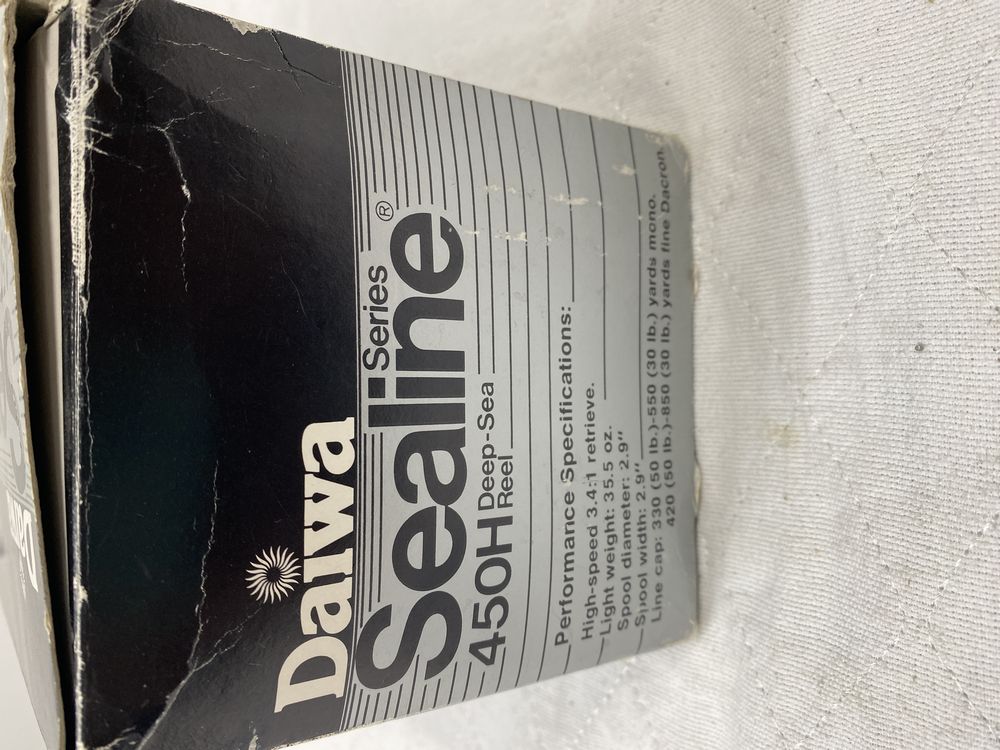 Daiwa
Sealine® Series
450H Deep-Sea
Reel
Performance Specifications:
High-speed 3.4:1 retrieve.
Light weight: 35.5 oz.
Spool diameter: 2.9"
Spool width: 2.9"
Line cap: 330 (50 lb.)-550 (30 lb.) yards mono.
420 (50 lb.)-850 (30 lb.) yards fine Dacron.